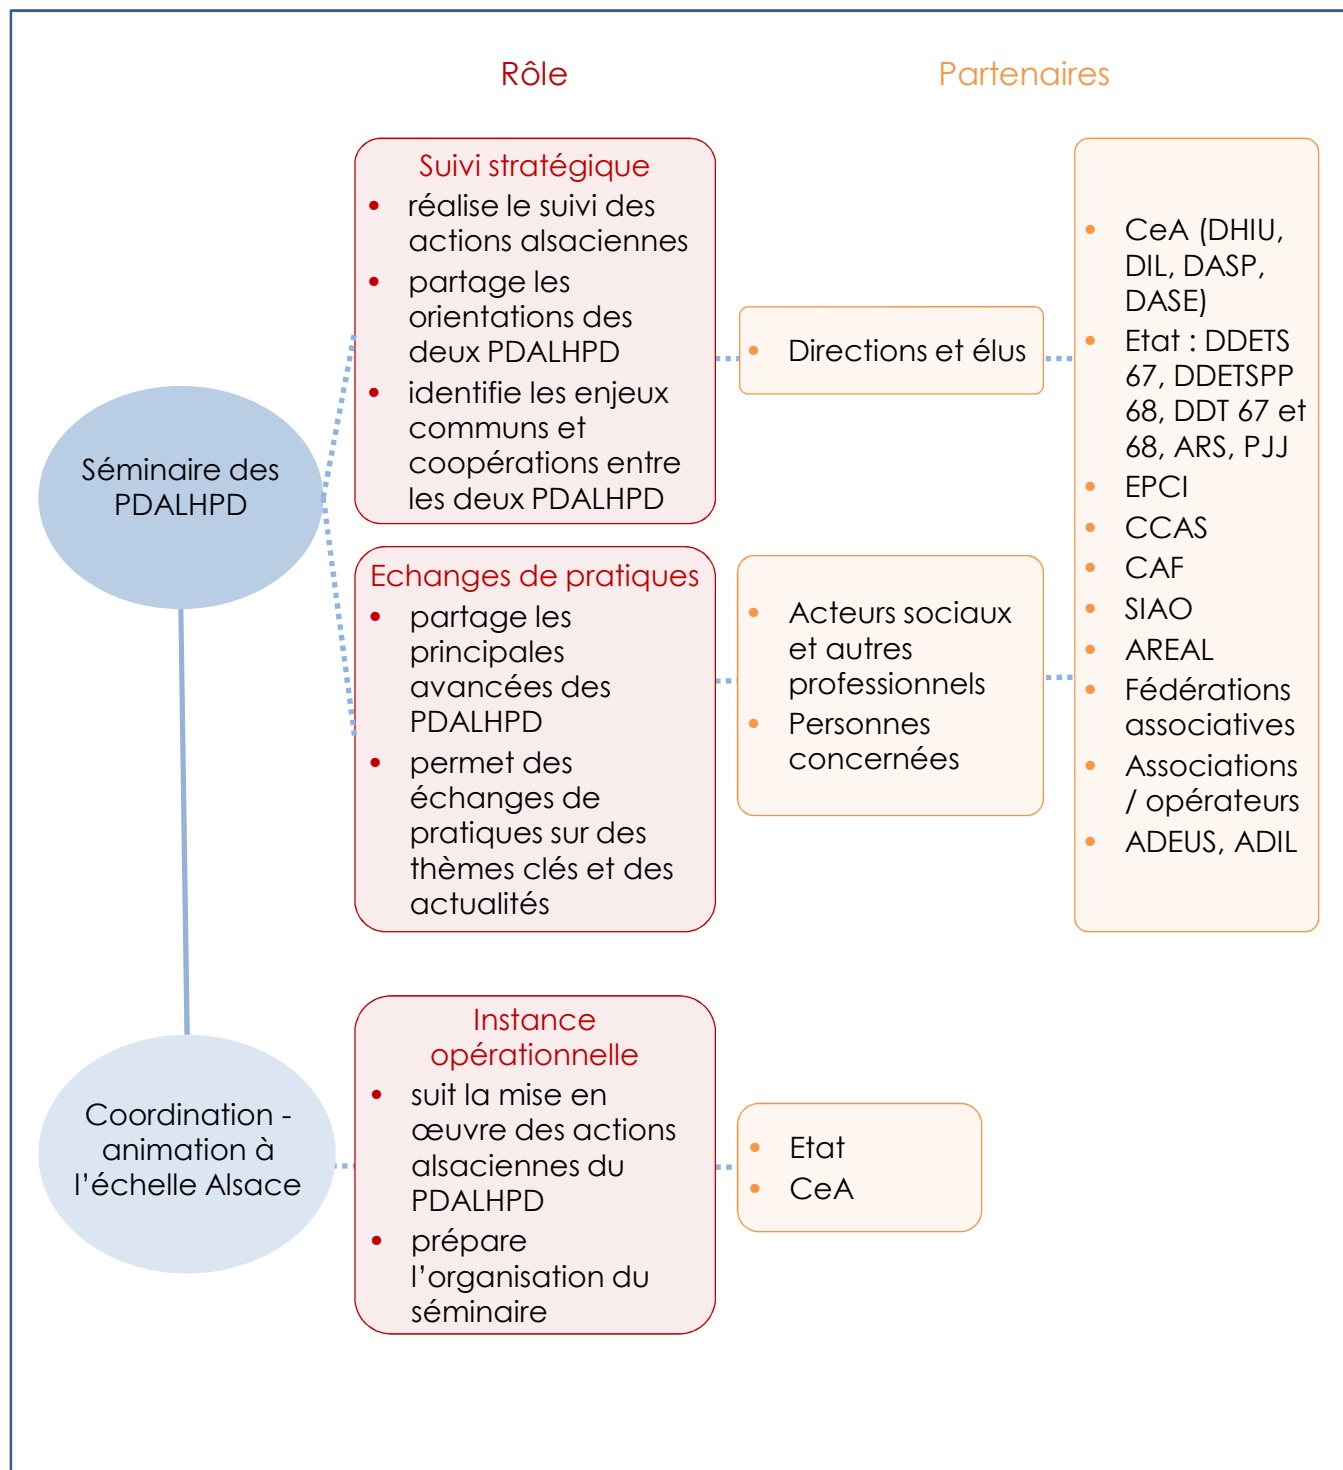 Rôle
Partenaires
Séminaire des
PDALHPD
Suivi stratégique
• réalise le suivi des
actions alsaciennes
• partage les
orientations des
deux PDALHPD
• identifie les enjeux
communs et
coopérations entre
les deux PDALHPD
• Directions et élus
Echanges de pratiques
• partage les
principales
avancées des
PDALHPD
• permet des
échanges de
pratiques sur des
thèmes clés et des
actualités
• Acteurs sociaux
et autres
professionnels
• Personnes
concernées
• CeA (DHIU,
DIL, DASP,
DASE)
• Etat : DDETS
67, DDETSPP
68, DDT 67 et
68, ARS, PJJ
• EPCI
• CCAS
• CAF
• SIAO
• AREAL
• Fédérations
associatives
• Associations
/ opérateurs
• ADEUS, ADIL
Coordination -
animation à
l’échelle Alsace
Instance
opérationnelle
• suit la mise en
œuvre des actions
alsaciennes du
PDALHPD
• prépare
l’organisation du
séminaire
• Etat
• CeA